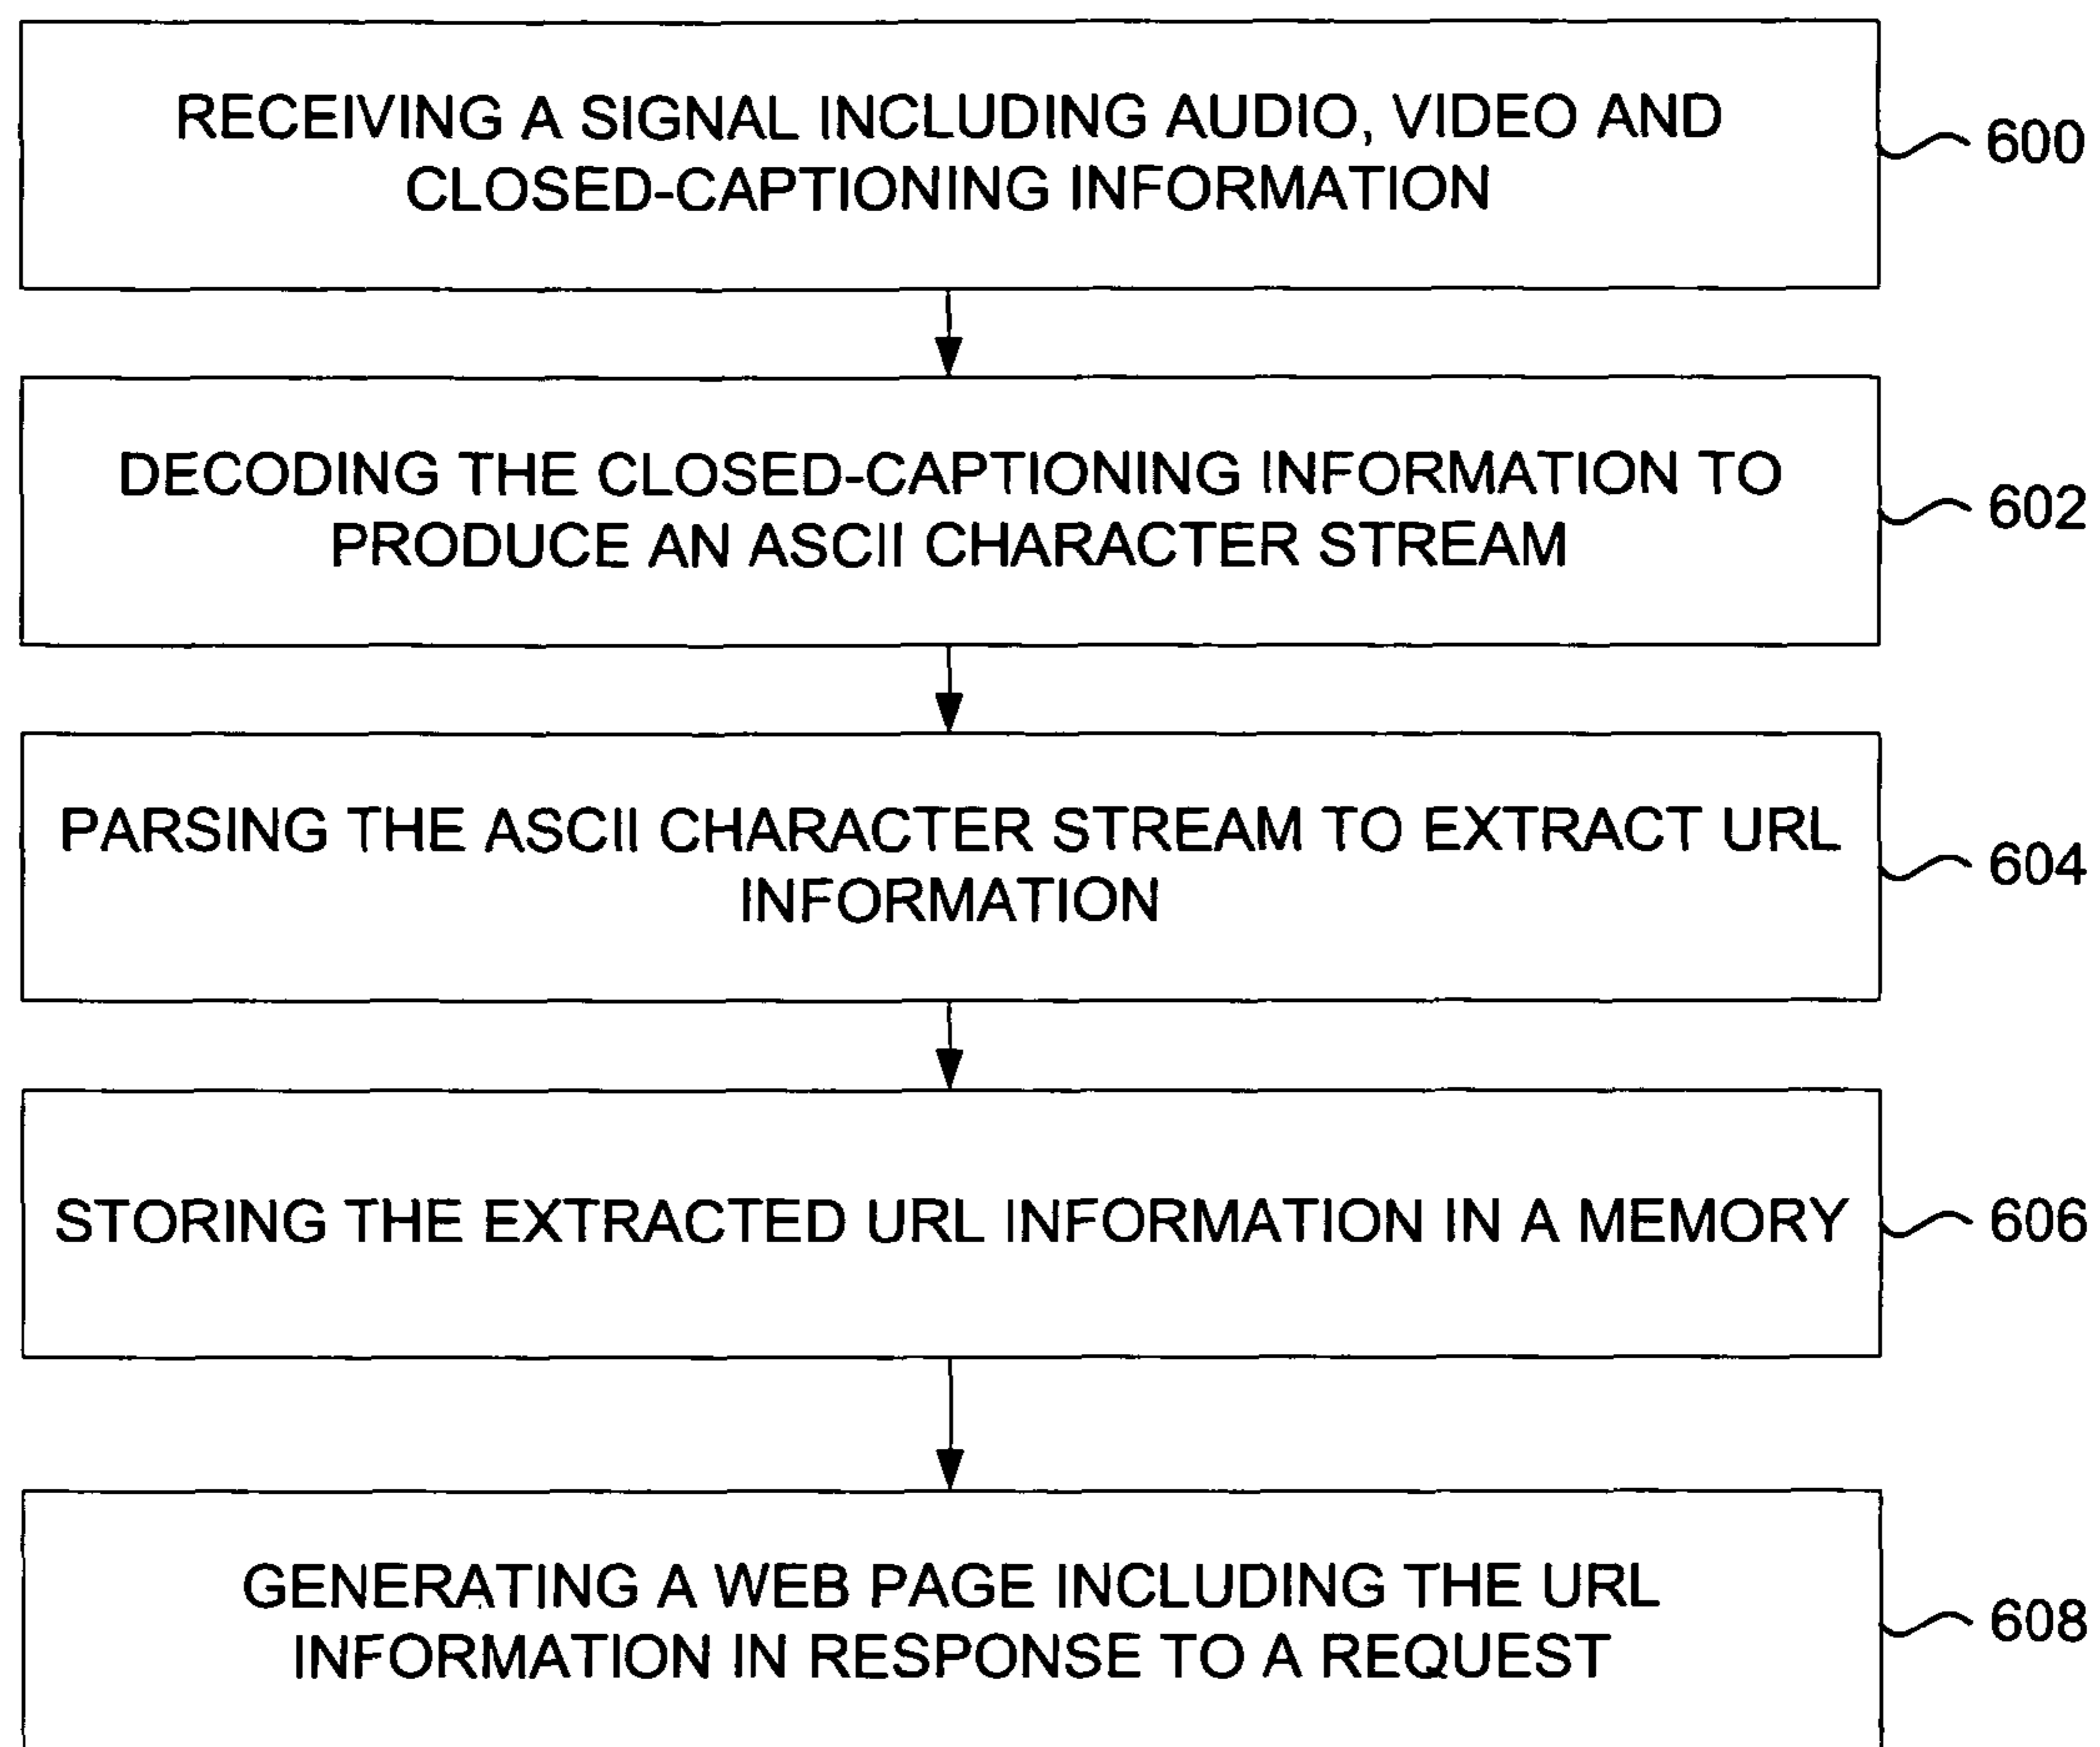 RECEIVING A SIGNAL INCLUDING AUDIO, VIDEO AND
CLOSED-CAPTIONING INFORMATION
600
DECODING THE CLOSED-CAPTIONING INFORMATION TO
PRODUCE AN ASCII CHARACTER STREAM
602
PARSING THE ASCII CHARACTER STREAM TO EXTRACT URL
INFORMATION
604
STORING THE EXTRACTED URL INFORMATION IN A MEMORY
606
GENERATING A WEB PAGE INCLUDING THE URL
INFORMATION IN RESPONSE TO A REQUEST
608